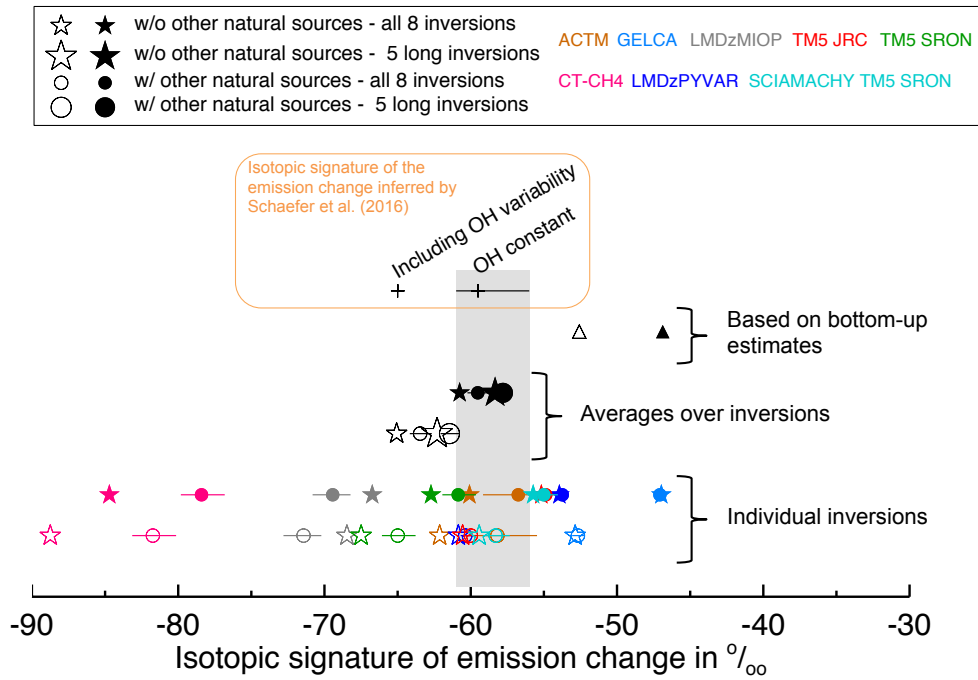 w/o other natural sources - all 8 inversions
w/o other natural sources -  5 long inversions
w/ other natural sources - all 8 inversions
w/ other natural sources -  5 long inversions
ACTM GELCA LMDzMIOP TM5 JRC TM5 SRON
CT-CH4 LMDzPYVAR SCIAMACHY TM5 SRON
Isotopic signature of the
emission change inferred by
Schaefer et al. (2016)
Including OH variability
OH constant
Based on bottom-up
estimates
Averages over inversions
Individual inversions
-90 -80 -70 -60 -50 -40 -30
Isotopic signature of emission change in °/oo